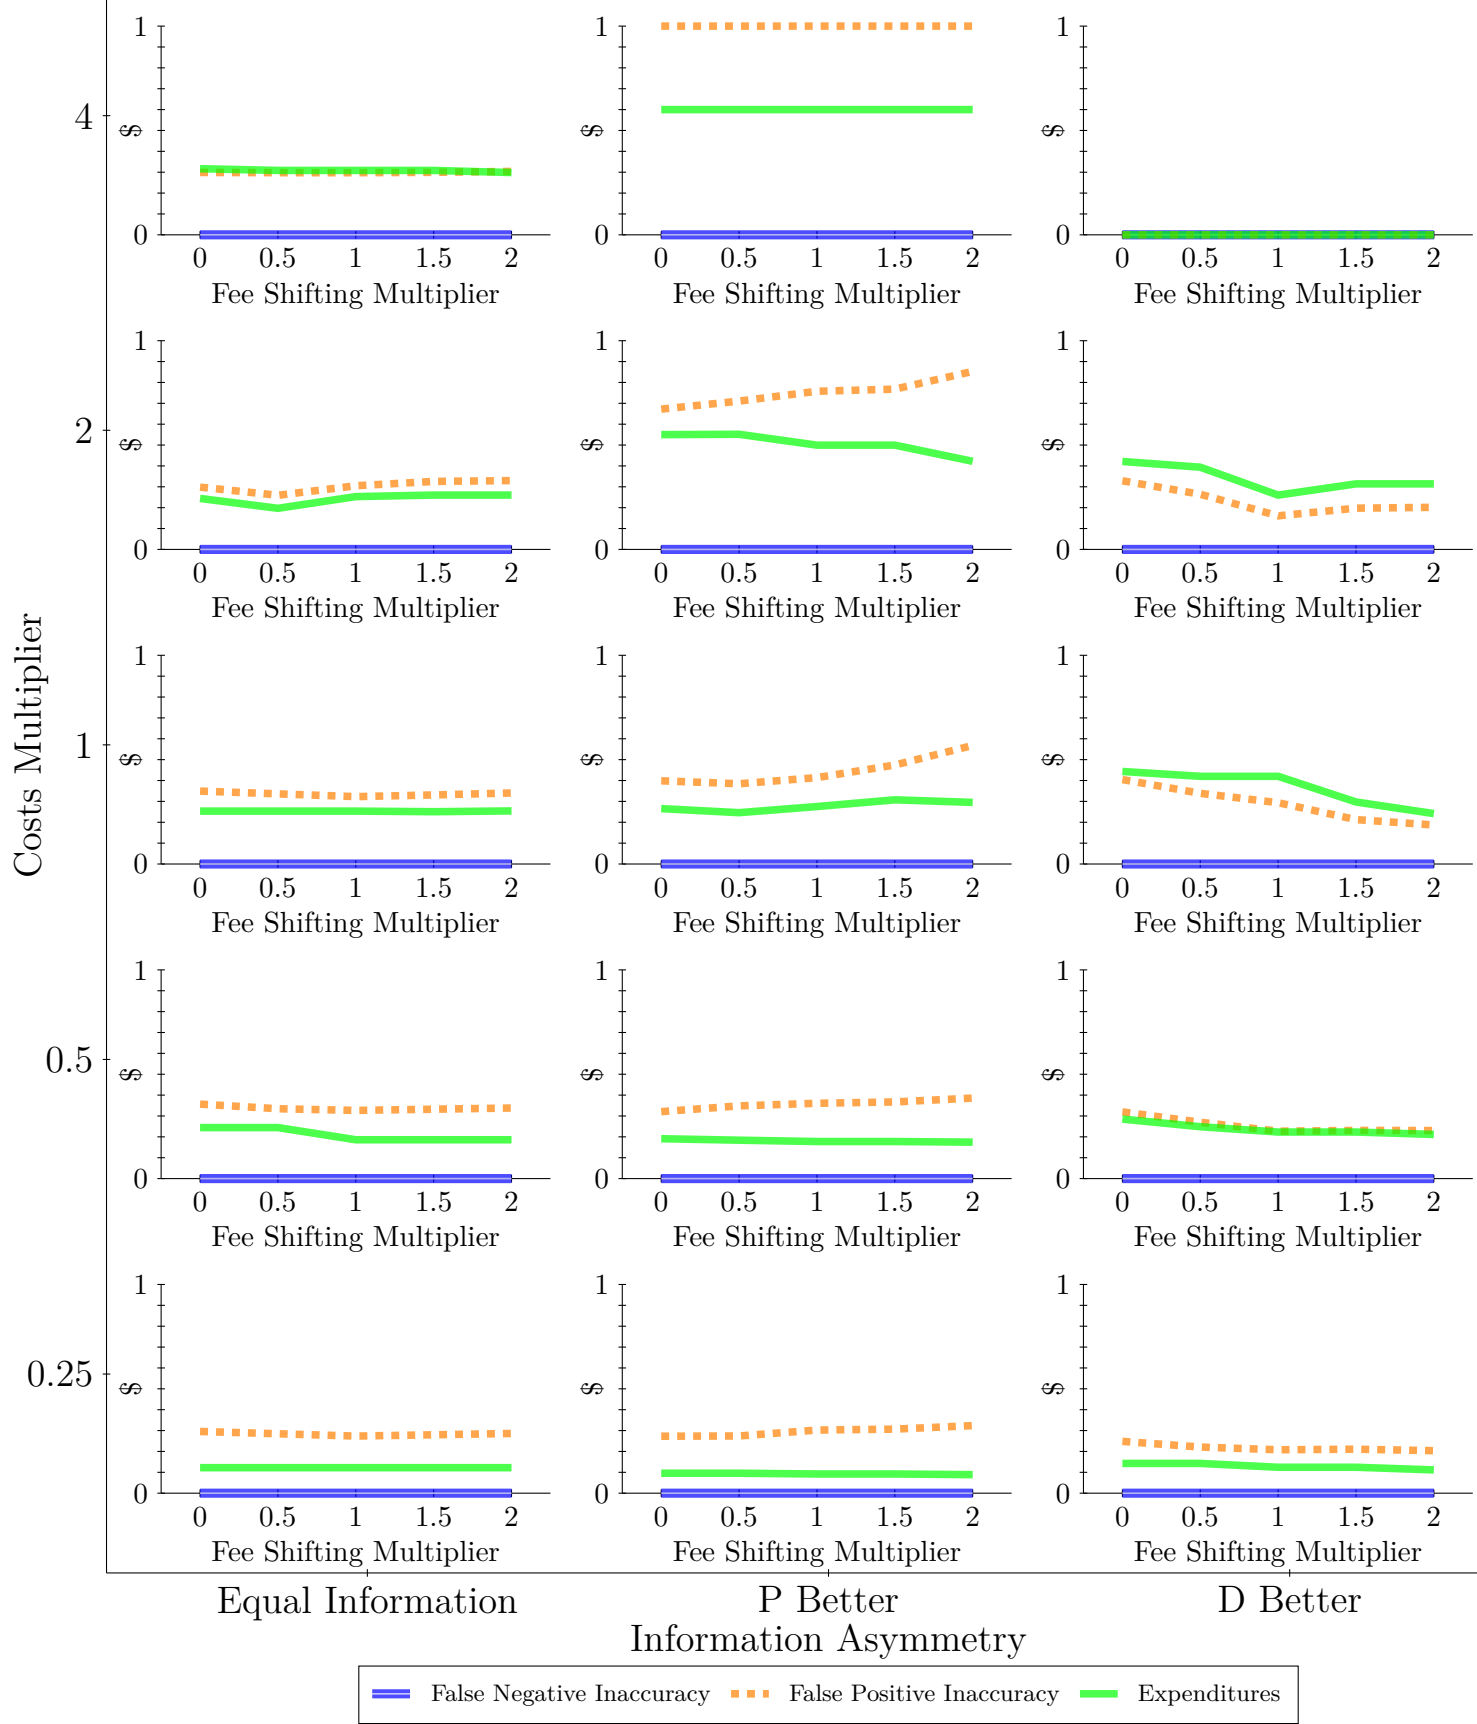 1 1 1
4 $ $ $
0 0 0
0 0.5 1 1.5 2 0 0.5 1 1.5 2 0 0.5 1 1.5 2
Fee Shifting Multiplier Fee Shifting Multiplier Fee Shifting Multiplier
1 1 1
2 $ $ $
0 0 0
0 0.5 1 1.5 2 0 0.5 1 1.5 2 0 0.5 1 1.5 2
Fee Shifting Multiplier Fee Shifting Multiplier Fee Shifting Multiplier
Costs Multiplier
1 1 1
1 $ $ $
0 0 0
0 0.5 1 1.5 2 0 0.5 1 1.5 2 0 0.5 1 1.5 2
Fee Shifting Multiplier Fee Shifting Multiplier Fee Shifting Multiplier
1 1 1
0.5 $ $ $
0 0 0
0 0.5 1 1.5 2 0 0.5 1 1.5 2 0 0.5 1 1.5 2
Fee Shifting Multiplier Fee Shifting Multiplier Fee Shifting Multiplier
1 1 1
0.25 $ $ $
0 0 0
0 0.5 1 1.5 2 0 0.5 1 1.5 2 0 0.5 1 1.5 2
Fee Shifting Multiplier Fee Shifting Multiplier Fee Shifting Multiplier
Equal Information P Better D Better
Information Asymmetry
False Negative Inaccuracy False Positive Inaccuracy Expenditures